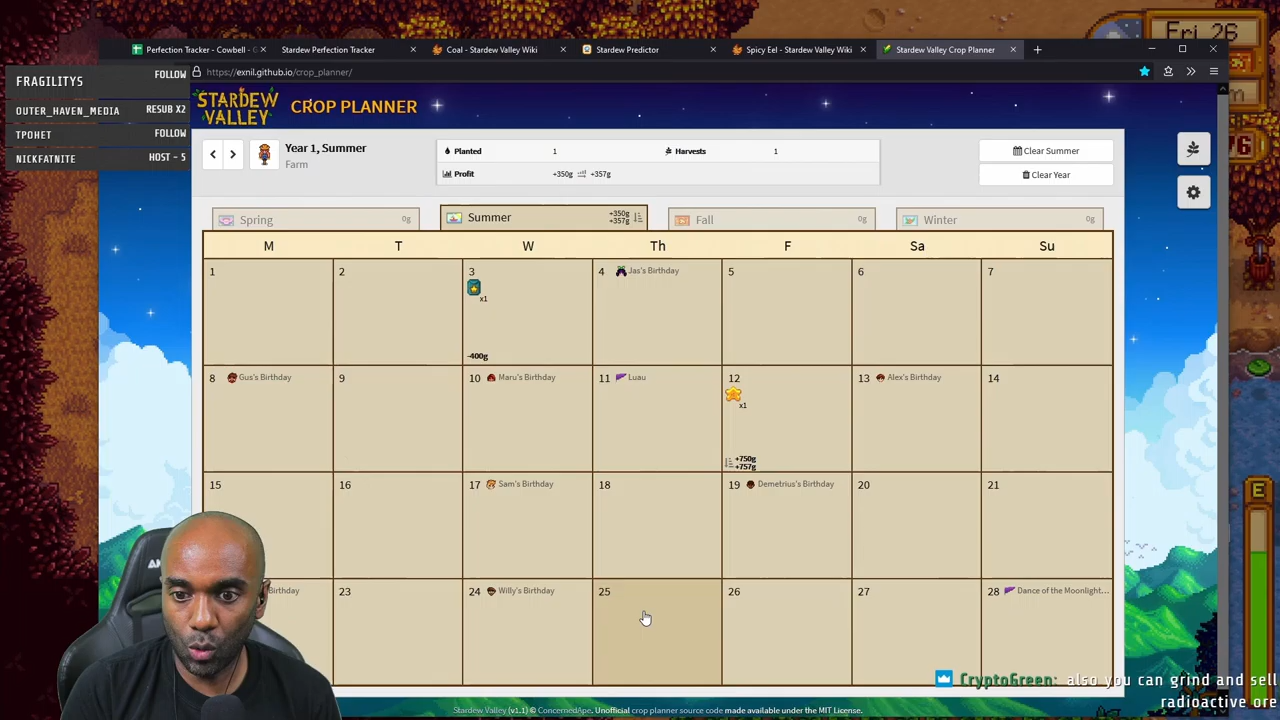 Perfection Tracker - Cowbell -
Stardew Perfection Tracker
Coal - Stardew Valley Wiki
Stardew Predictor
Spicy Eel - Stardew Valley Wiki
Stardew Valley Crop Planner
Fri. 26
https://exnil.github.io/crop_planner/
FRAGILITYS FOLLOW
OUTER_HAVEN_MEDIA RESUB X2
TPOHET FOLLOW
NICKFATNITE HOST - 5
STARDEW VALLEY
CROP PLANNER
Year 1, Summer
Farm
Planted 1 Harvests 1
Profit +350g +357g
Clear Summer
Clear Year
Spring 0g
Summer +350g +357g
Fall 0g
Winter 0g
M T W Th F Sa Su
1 2 3 4 Jas's Birthday 5 6 7
x1
-400g
8 Gus's Birthday 9 10 Maru's Birthday 11 Luau 12 13 Alex's Birthday 14
x1
+750g
+757g
15 16 17 Sam's Birthday 18 19 Demetrius's Birthday 20 21
Birthday 23 24 Willy's Birthday 25 26 27 28 Dance of the Moonlight...
E
CryptoGreen: also you can grind and sell
radioactive ore
Stardew Valley (v1.1) © ConcernedApe. Unofficial crop planner source code made available under the MIT License.